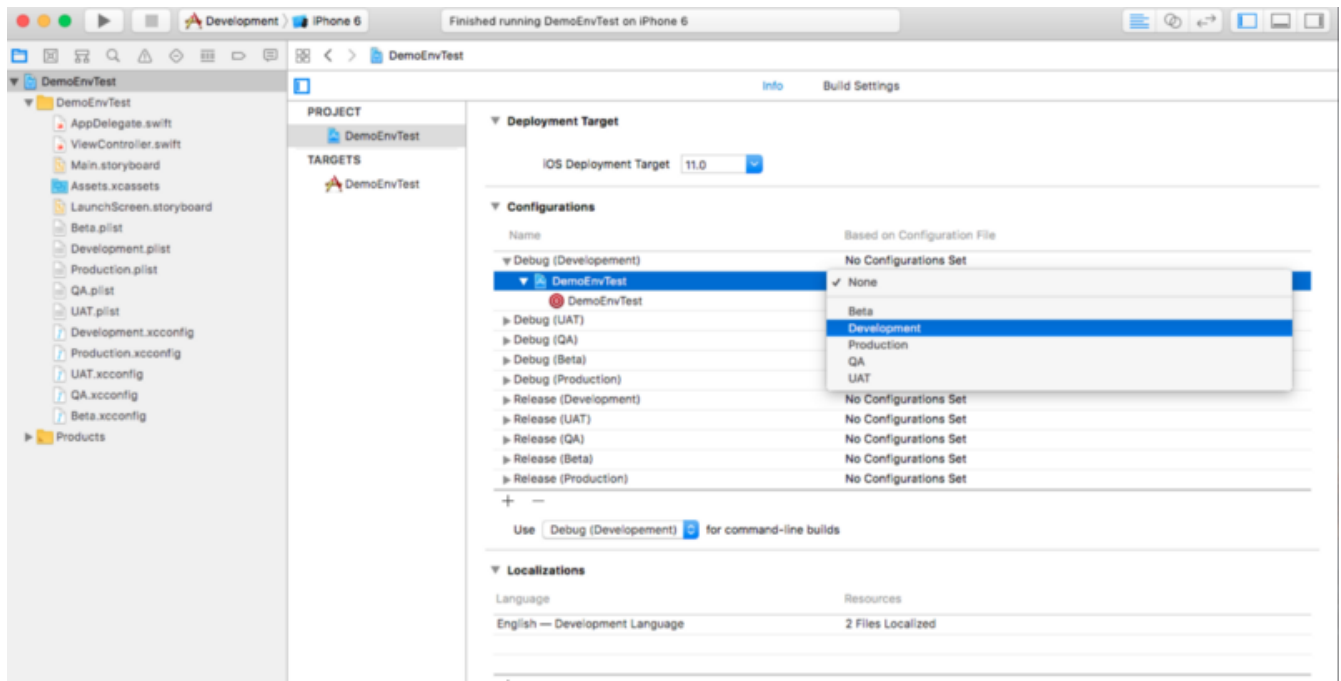 Development iPhone 6 Finished running DemoEnvTest on iPhone 6
DemoEnvTest
DemoEnvTest
Info Build Settings
DemoEnvTest
AppDelegate.swift
ViewController.swift
Main.storyboard
Assets.xcassets
LaunchScreen.storyboard
Beta.plist
Development.plist
Production.plist
QA.plist
UAT.plist
Development.xcconfig
Production.xcconfig
UAT.xcconfig
QA.xcconfig
Beta.xcconfig
Products
PROJECT
DemoEnvTest
TARGETS
DemoEnvTest
Deployment Target
iOS Deployment Target 11.0
Configurations
Name Based on Configuration File
Debug (Developement) No Configurations Set
DemoEnvTest
DemoEnvTest
Debug (UAT)
Debug (QA)
Debug (Beta)
Debug (Production)
✓ None
Beta
Development
Production
QA
UAT
Release (Development) No Configurations Set
Release (UAT) No Configurations Set
Release (QA) No Configurations Set
Release (Beta) No Configurations Set
Release (Production) No Configurations Set
+ −
Use Debug (Developement) for command-line builds
Localizations
Language Resources
English — Development Language 2 Files Localized